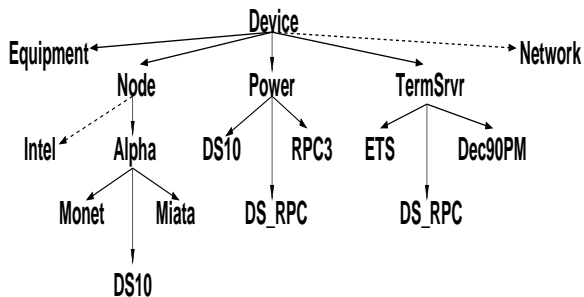 Device
Equipment Network
Node Power TermSrvr
Intel Alpha DS10 RPC3 ETS Dec90PM
Monet Miata DS_RPC DS_RPC
DS10